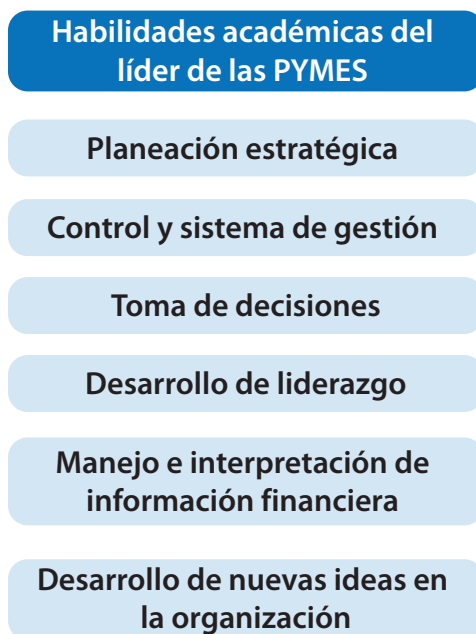 Habilidades académicas del
líder de las PYMES
Planeación estratégica
Control y sistema de gestión
Toma de decisiones
Desarrollo de liderazgo
Manejo e interpretación de
información financiera
Desarrollo de nuevas ideas en
la organización